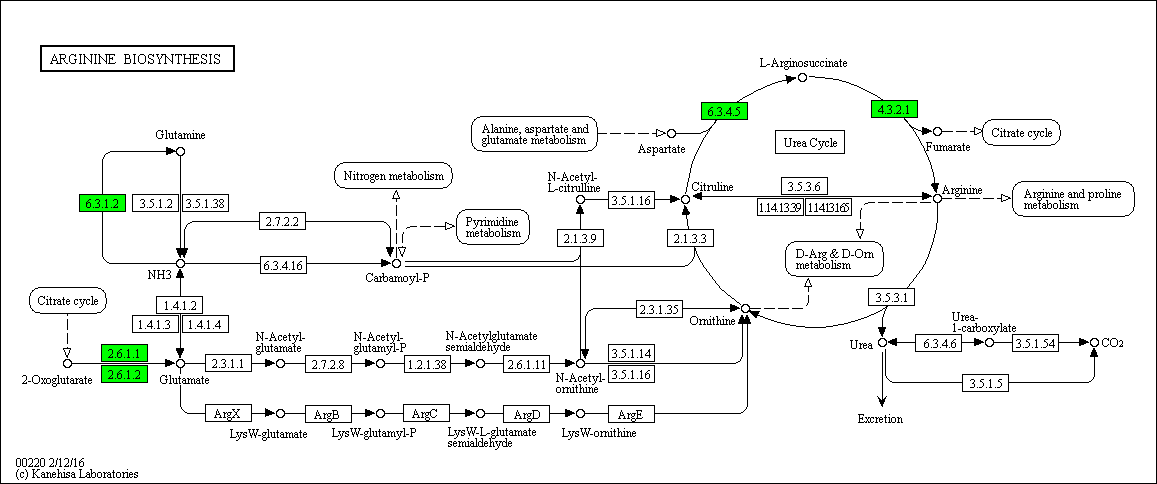 ARGININE BIOSYNTHESIS
L-Arginosuccinate
6.3.4.5
4.3.2.1
Alanine, aspartate and
glutamate metabolism
Aspartate
Urea Cycle
Fumarate
Citrate cycle
Glutamine
Nitrogen metabolism
N-Acetyl-
L-citrulline
3.5.1.16
Citruline
3.5.3.6
1.14.13.39
1.14.13.165
Arginine
Arginine and proline
metabolism
6.3.1.2
3.5.1.2
3.5.1.38
2.7.2.2
Pyrimidine
metabolism
2.1.3.9
2.1.3.3
D-Arg & D-Orn
metabolism
NH3
6.3.4.16
Carbamoyl-P
Citrate cycle
1.4.1.2
1.4.1.3
1.4.1.4
2.3.1.35
Ornithine
3.5.3.1
Urea-
1-carboxylate
N-Acetyl-
glutamate
N-Acetyl-
glutamyl-P
N-Acetylglutamate
semialdehyde
Urea
6.3.4.6
3.5.1.54
CO2
2.6.1.1
2.6.1.2
2-Oxoglutarate
Glutamate
2.3.1.1
2.7.2.8
1.2.1.38
2.6.1.11
N-Acetyl-
ornithine
3.5.1.14
3.5.1.16
3.5.1.5
Excretion
ArgX
ArgB
ArgC
ArgD
ArgE
LysW-glutamate
LysW-glutamyl-P
LysW-L-glutamate
semialdehyde
LysW-ornithine
00220 2/12/16
(c) Kanehisa Laboratories